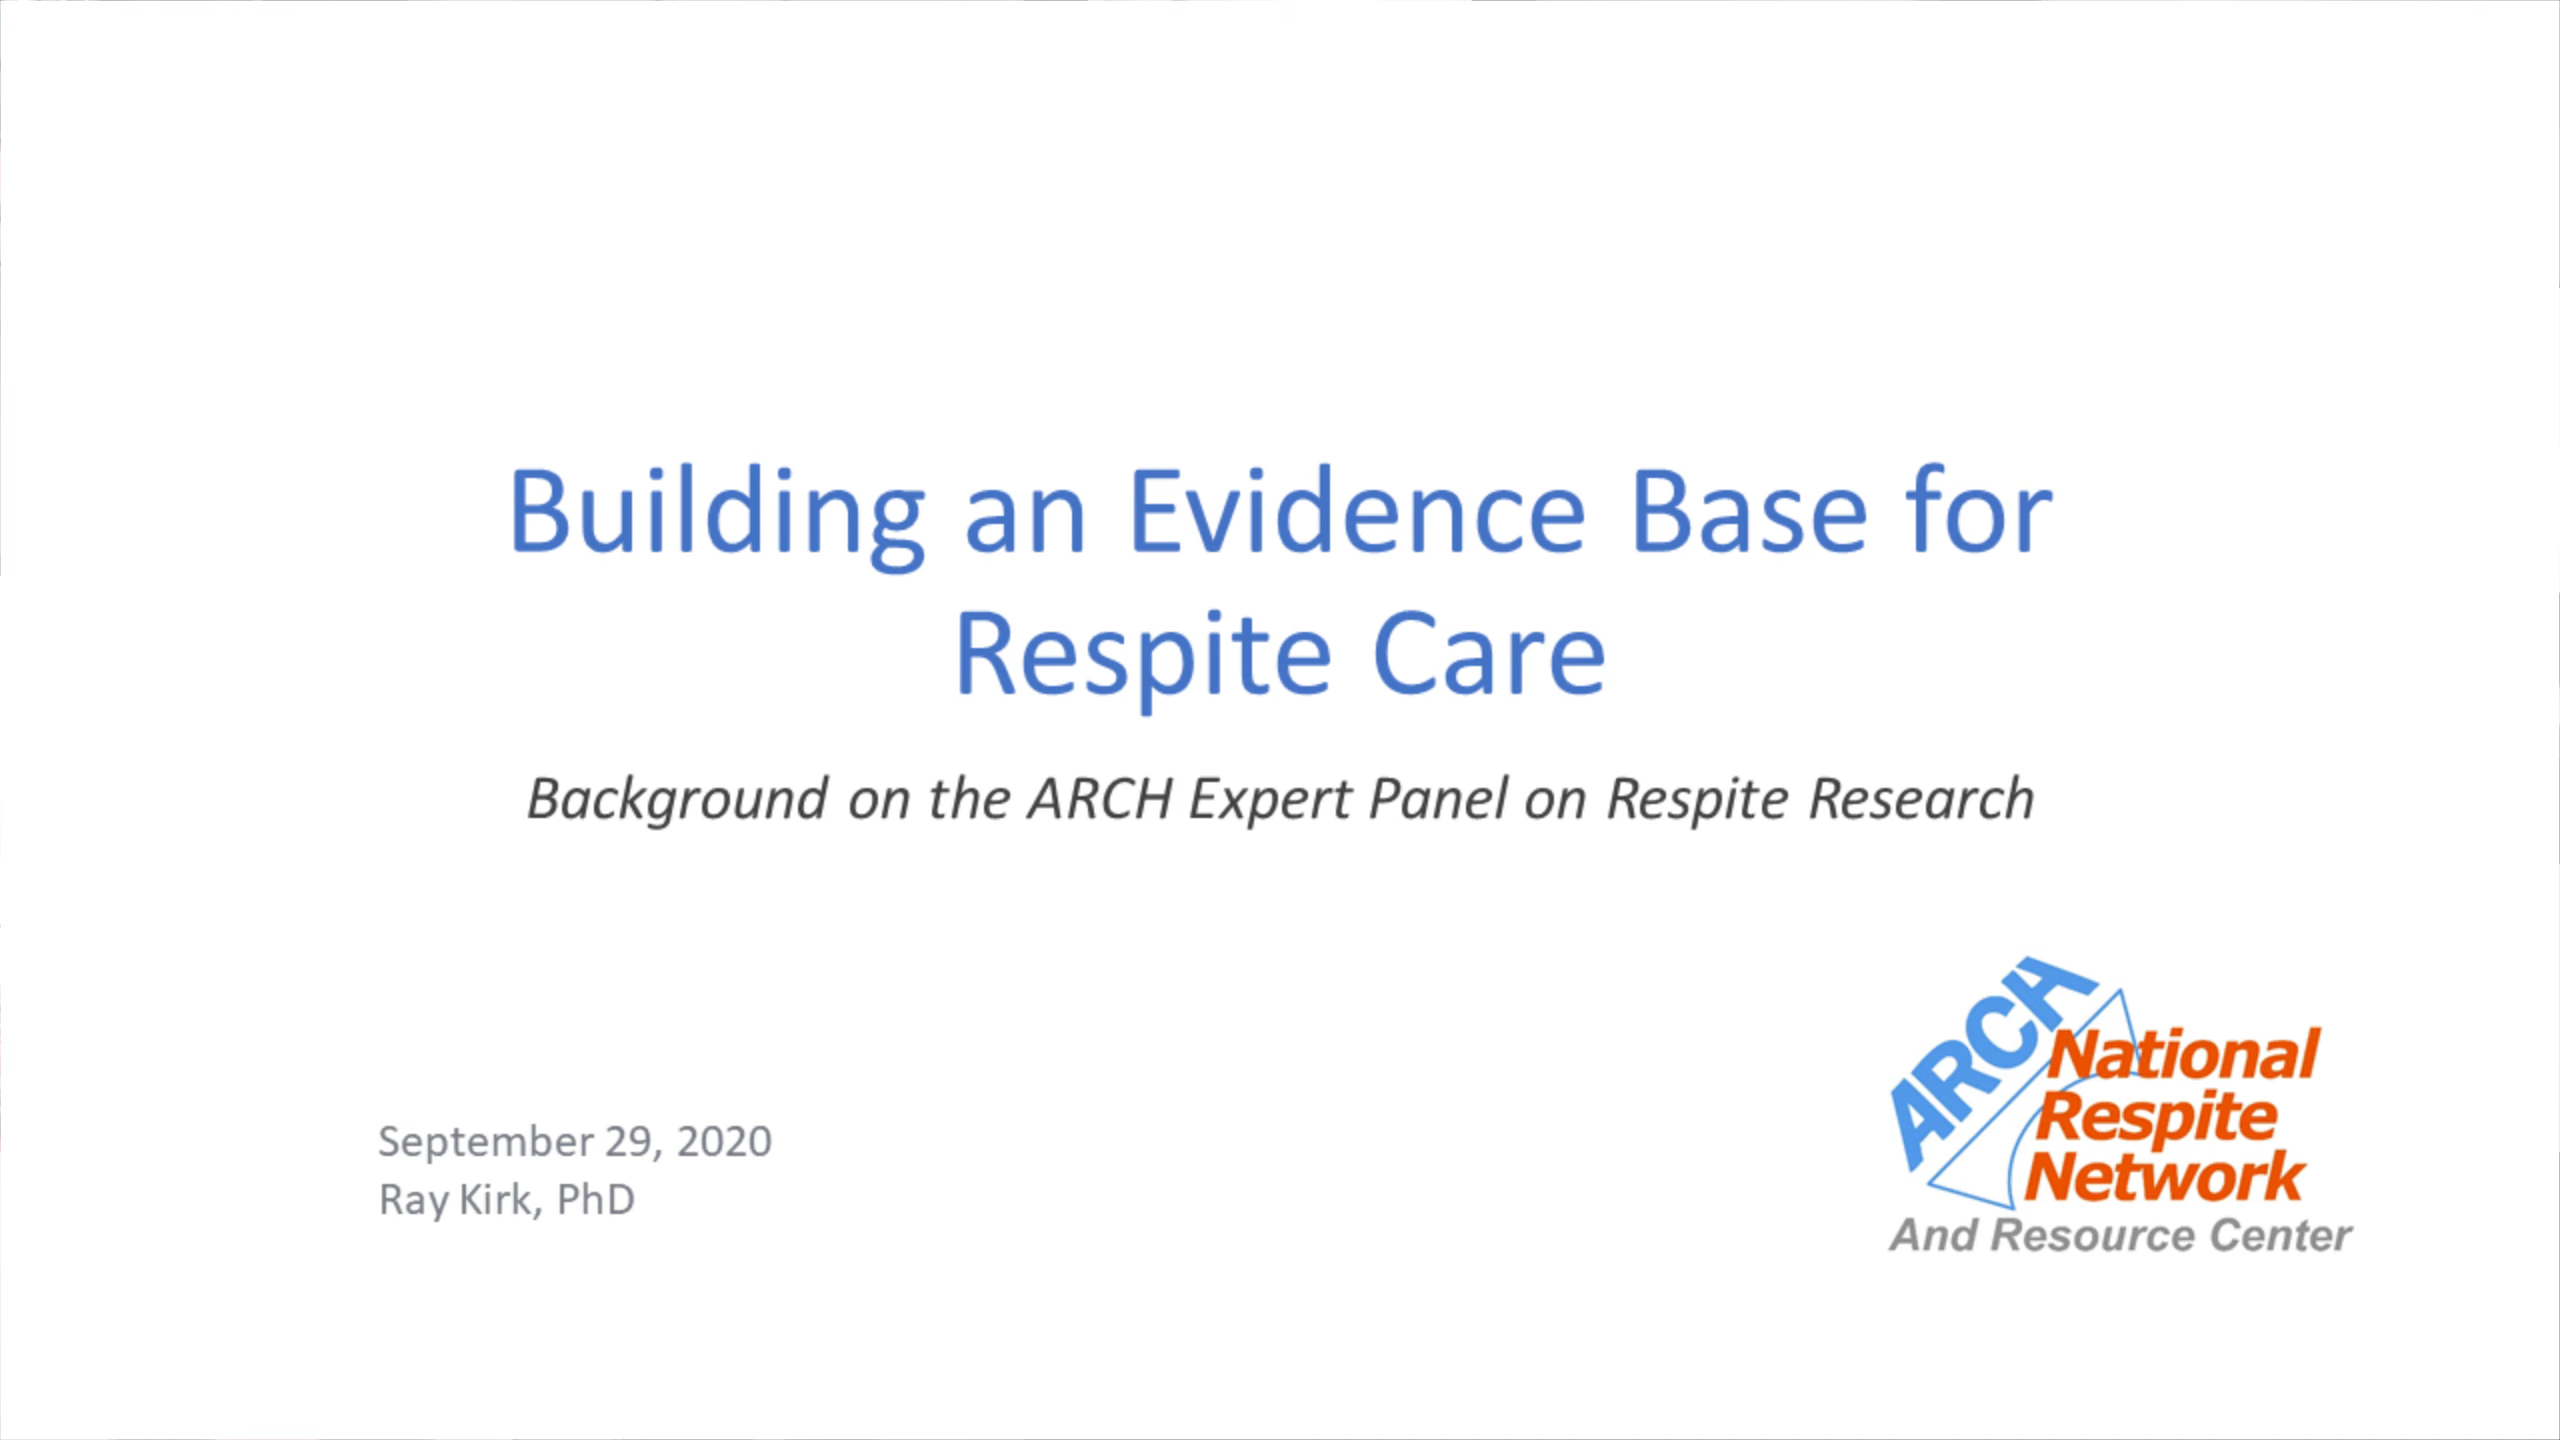 Building an Evidence Base for
Respite Care
Background on the ARCH Expert Panel on Respite Research
September 29, 2020
Ray Kirk, PhD
ARCH
National
Respite
Network
And Resource Center